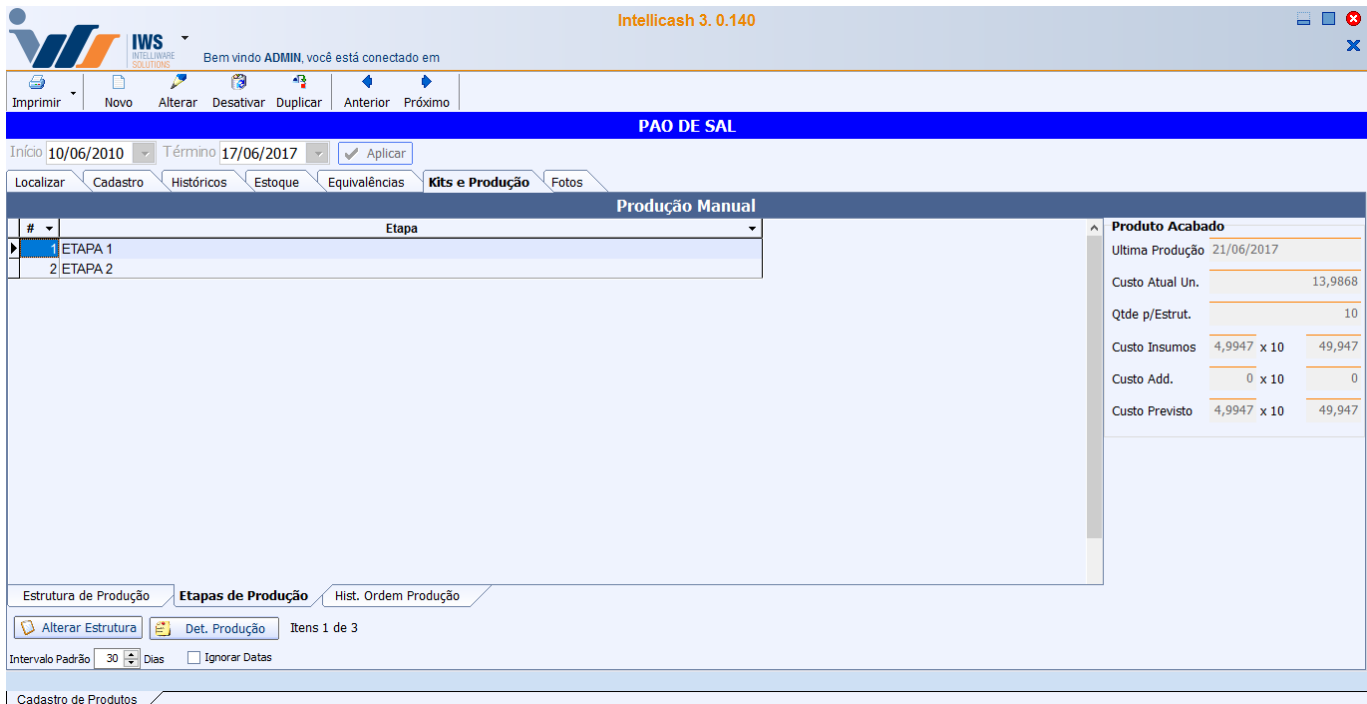 Intellicash 3. 0.140
IWS
INTELLIWARE
SOLUTIONS
Bem vindo ADMIN, você está conectado em
Imprimir Novo Alterar Desativar Duplicar Anterior Próximo
PAO DE SAL
Início 10/06/2010 Término 17/06/2017 Aplicar
Localizar Cadastro Históricos Estoque Equivalências Kits e Produção Fotos
Produção Manual
# Etapa
1 ETAPA 1
2 ETAPA 2
Produto Acabado
Ultima Produção 21/06/2017
Custo Atual Un. 13,9868
Qtde p/Estrut. 10
Custo Insumos 4,9947 x 10 49,947
Custo Add. 0 x 10 0
Custo Previsto 4,9947 x 10 49,947
Estrutura de Produção Etapas de Produção Hist. Ordem Produção
Alterar Estrutura Det. Produção Itens 1 de 3
Intervalo Padrão 30 Dias Ignorar Datas
Cadastro de Produtos